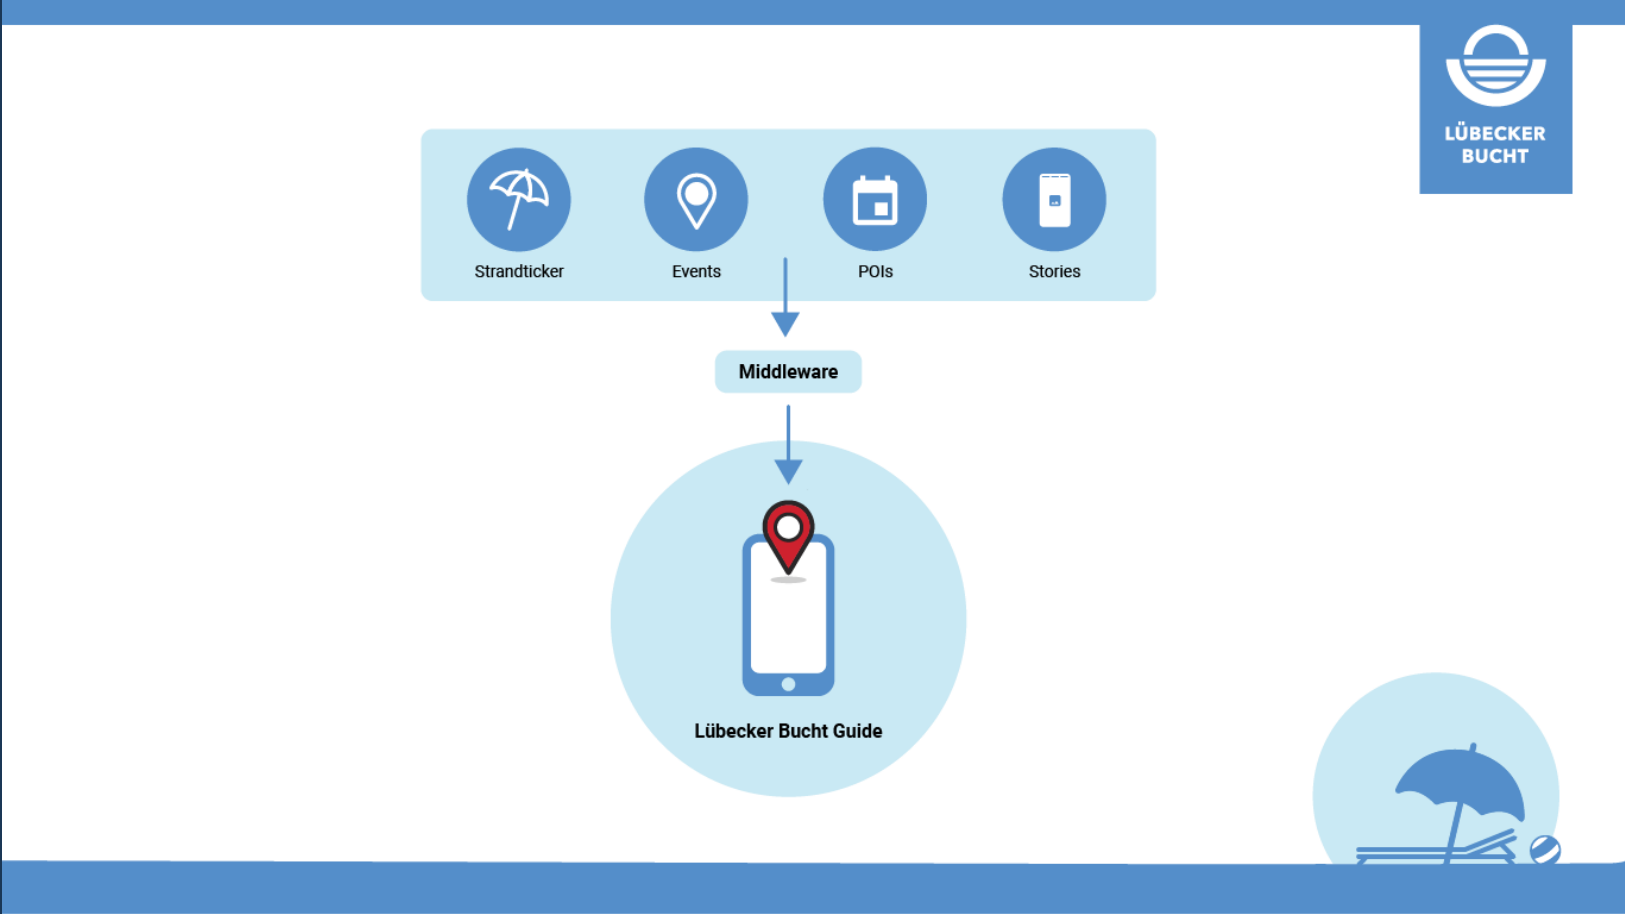 LÜBECKER
BUCHT
Strandticker
Events
POIs
Stories
Middleware
Lübecker Bucht Guide